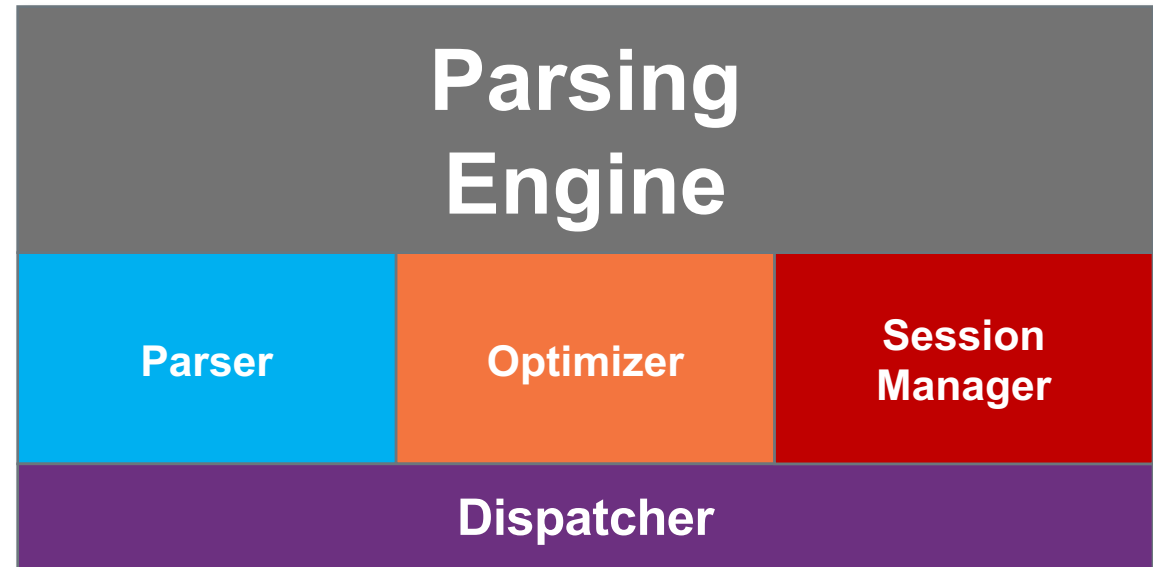 Parsing
Engine
Parser
Optimizer
Session
Manager
Dispatcher